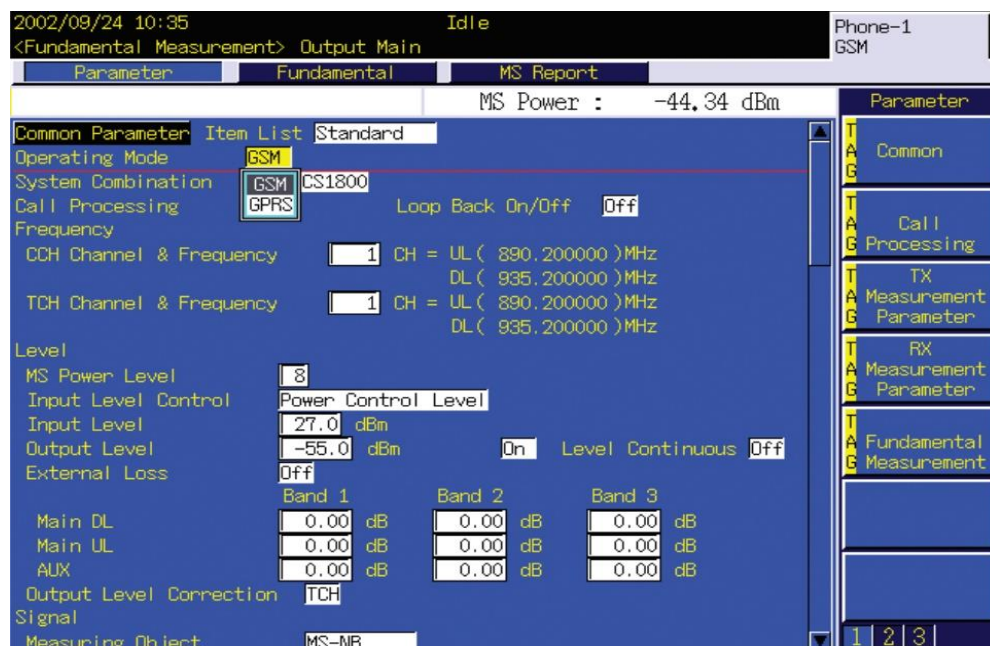 2002/09/24 10:35 Idle
<Fundamental Measurement> Output Main
Phone-1
GSM
Parameter Fundamental MS Report
MS Power : -44.34 dBm
Parameter
Common Parameter Item List Standard
Operating Mode GSM
System Combination CS1800
GSM
GPRS
Call Processing Loop Back On/Off Off
Frequency
CCH Channel & Frequency 1 CH = UL( 890.200000 )MHz
DL( 935.200000 )MHz
TCH Channel & Frequency 1 CH = UL( 890.200000 )MHz
DL( 935.200000 )MHz
Level
MS Power Level 8
Input Level Control Power Control Level
Input Level 27.0 dBm
Output Level -55.0 dBm On Level Continuous Off
External Loss Off
Band 1 Band 2 Band 3
Main DL 0.00 dB 0.00 dB 0.00 dB
Main UL 0.00 dB 0.00 dB 0.00 dB
AUX 0.00 dB 0.00 dB 0.00 dB
Output Level Correction TCH
Signal
Measuring Object MS-NB
TAG
Common
TAG
Call
Processing
TAG
TX
Measurement
Parameter
TAG
RX
Measurement
Parameter
TAG
Fundamental
Measurement
1 2 3